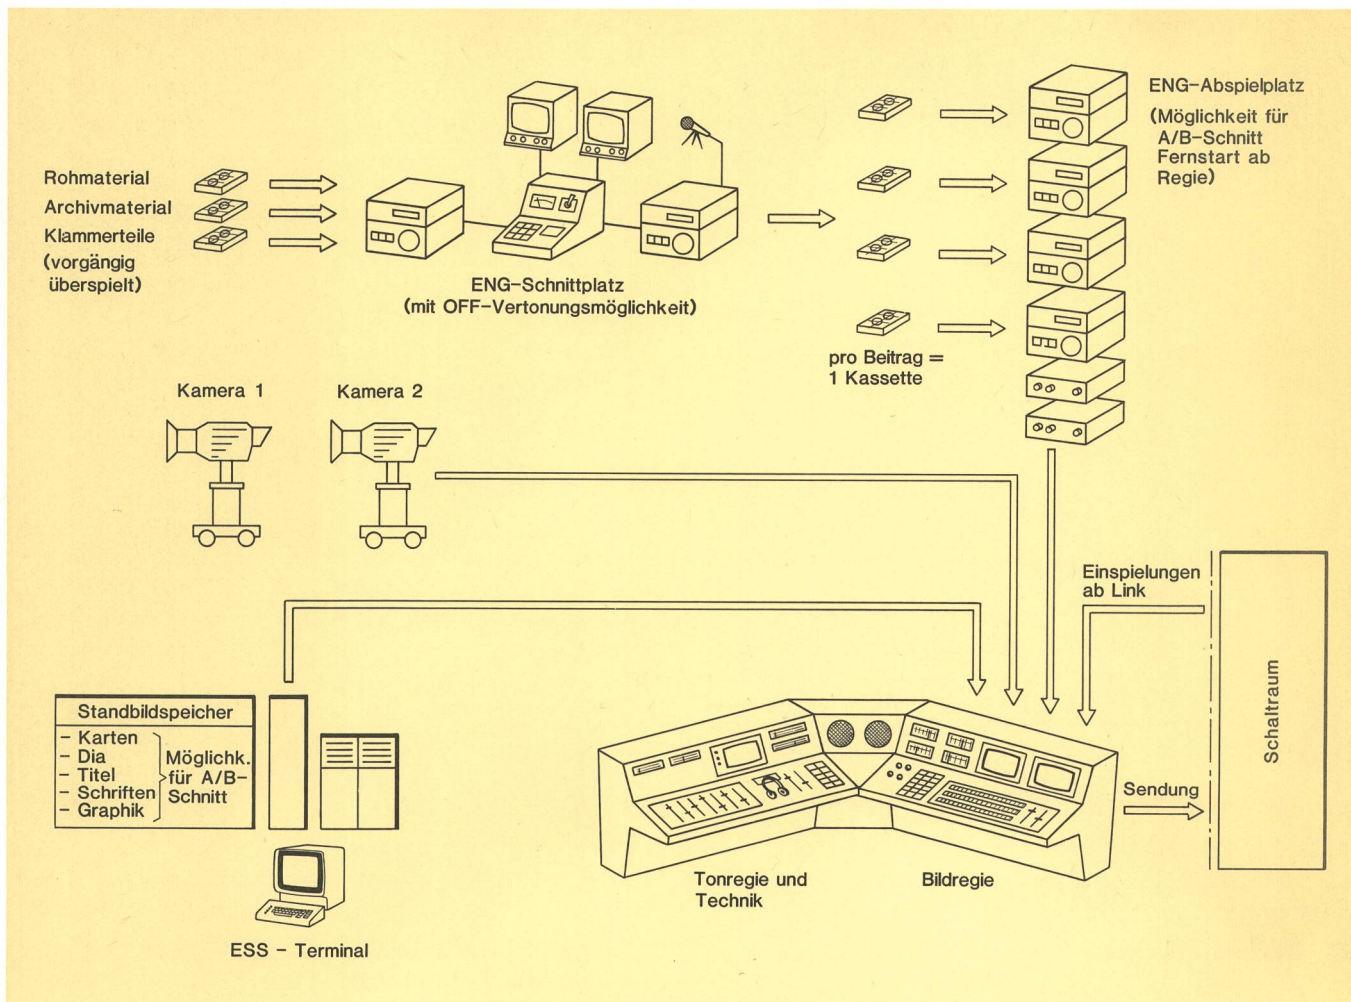 Rohmaterial
Archivmaterial
Klammerteile
(vorgängig
überspielt)
ENG-Schnittplatz
(mit OFF-Vertonungsmöglichkeit)
ENG-Abspielplatz
(Möglichkeit für
A/B-Schnitt
Fernstart ab
Regie)
pro Beitrag =
1 Kassette
Kamera 1
Kamera 2
Einspielungen
ab Link
Schaltraum
Standbildspeicher
- Karten
- Dia
- Titel
- Schriften
- Graphik
Möglichk.
für A/B-
Schnitt
Sendung
Tonregie und
Technik
Bildregie
ESS - Terminal